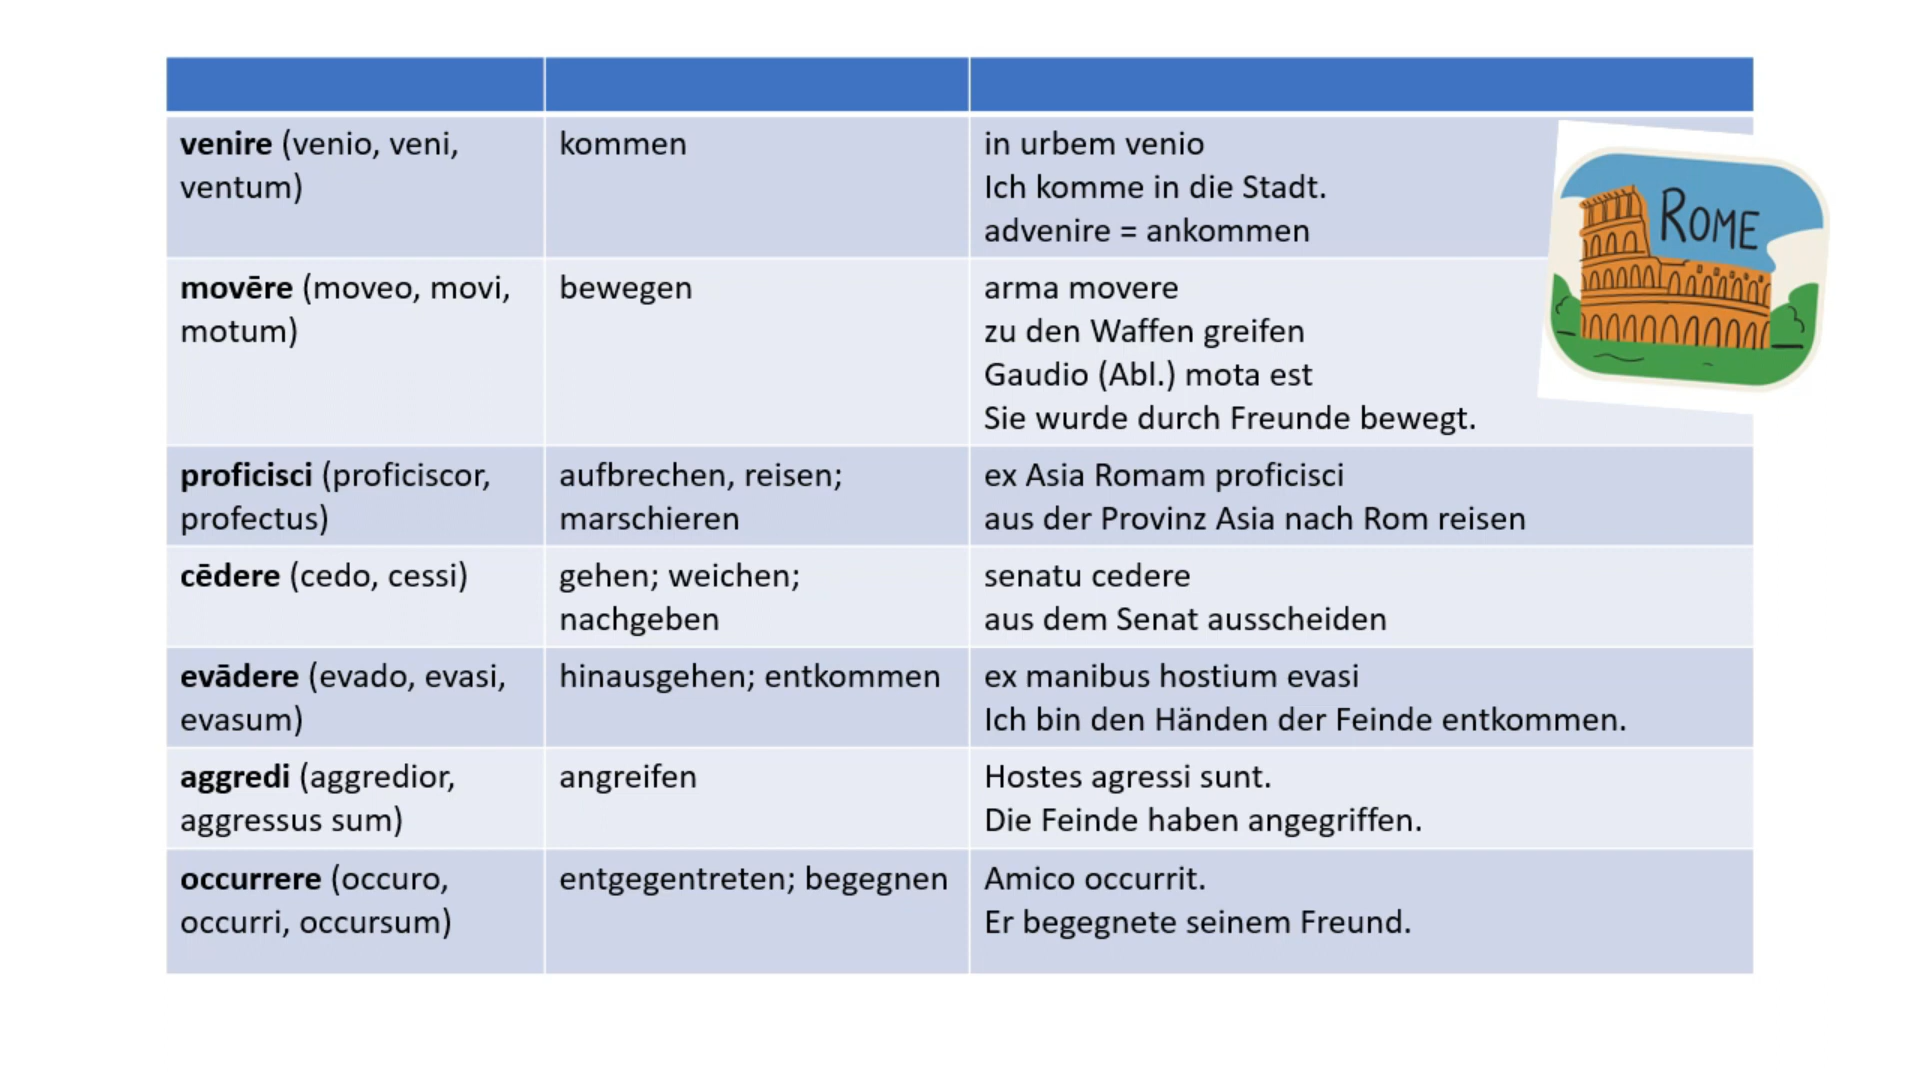 venire (venio, veni,
ventum)
kommen
in urbem venio
Ich komme in die Stadt.
advenire = ankommen
ROME
movēre (moveo, movi,
motum)
bewegen
arma movere
zu den Waffen greifen
Gaudio (Abl.) mota est
Sie wurde durch Freunde bewegt.
proficisci (proficiscor,
profectus)
aufbrechen, reisen;
marschieren
ex Asia Romam proficisci
aus der Provinz Asia nach Rom reisen
cēdere (cedo, cessi)
gehen; weichen;
nachgeben
senatu cedere
aus dem Senat ausscheiden
evādere (evado, evasi,
evasum)
hinausgehen; entkommen
ex manibus hostium evasi
Ich bin den Händen der Feinde entkommen.
aggredi (aggredior,
aggressus sum)
angreifen
Hostes agressi sunt.
Die Feinde haben angegriffen.
occurrere (occuro,
occurri, occursum)
entgegentreten; begegnen
Amico occurrit.
Er begegnete seinem Freund.